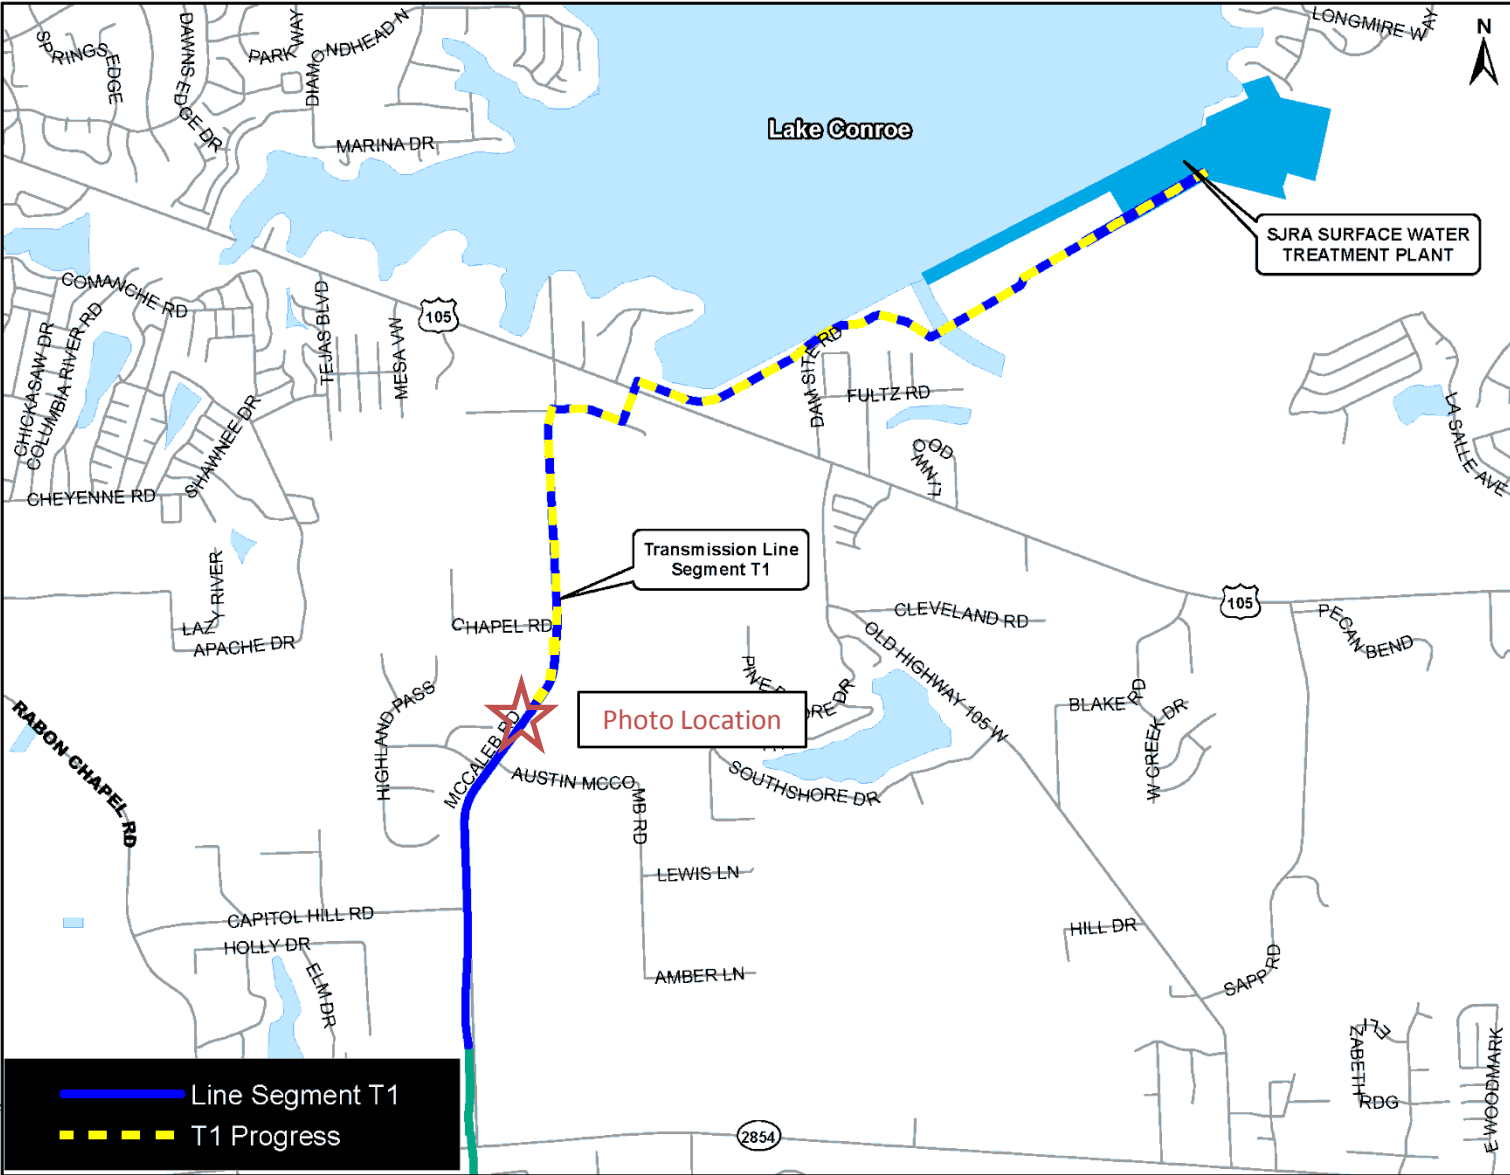 LONGMIRE WAY
N
SPRINGS EDGE
DAWNS EDGE DR
PARK WAY
DIAMONDHEAD N
MARINA DR
Lake Conroe
SJRA SURFACE WATER
TREATMENT PLANT
COMANCHE RD
105
CHICKASAW DR
COLUMBIA RIVER RD
TEJAS BLVD
MESA VW
SHAWNEE DR
CHEYENNE RD
DAM SITE RD
FULTZ RD
LINWOOD
LA SALLE AVE
Transmission Line
Segment T1
LAZY RIVER
APACHE DR
CHAPEL RD
CLEVELAND RD
105
PECAN BEND
OLD HIGHWAY 105 W
HIGHLAND PASS
Photo Location
ORE DR
BLAKE RD
W CREEK DR
RABON CHAPEL RD
MCCALEB RD
AUSTIN MCCOMB RD
SOUTHSHORE DR
LEWIS LN
CAPITOL HILL RD
HOLLY DR
ELM DR
AMBER LN
HILL DR
SAPP RD
ELIZABETH RDG
E WOODMARK
Line Segment T1
T1 Progress
2854